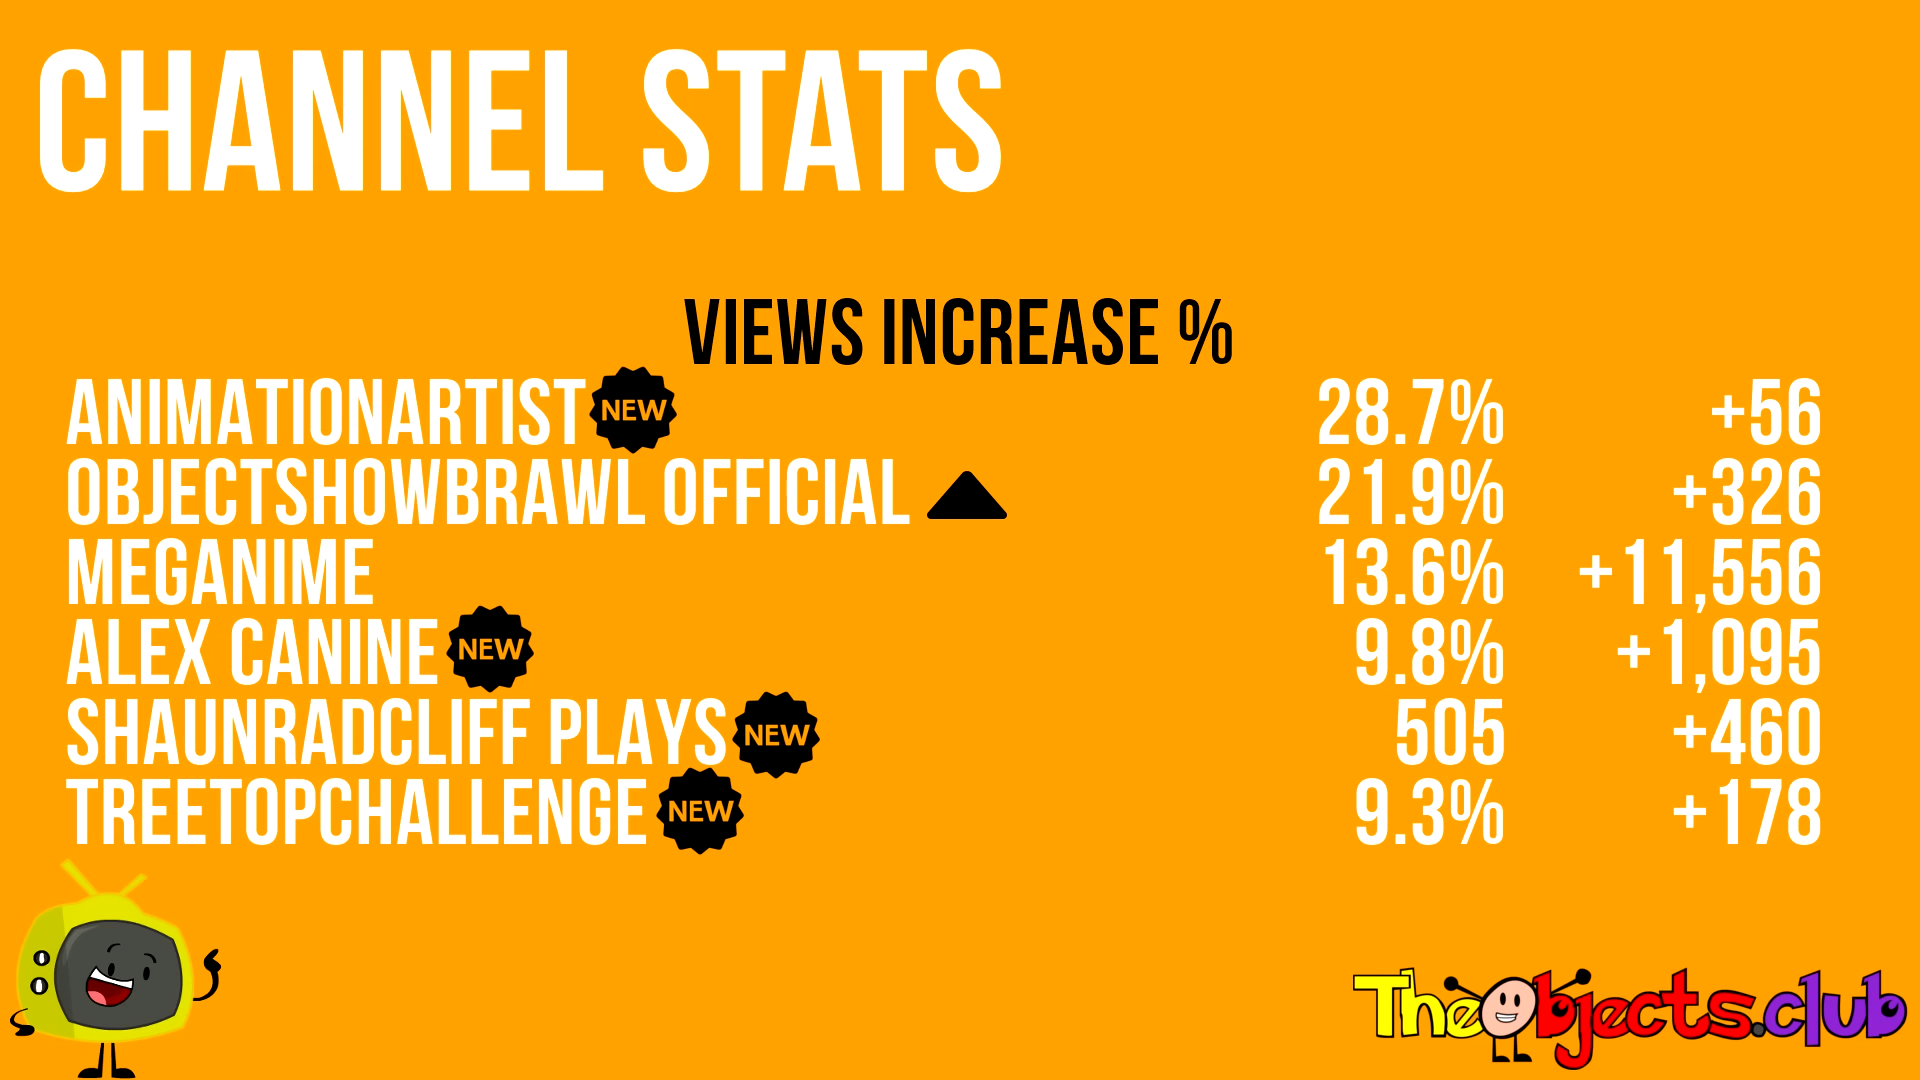 CHANNEL STATS
VIEWS INCREASE %
ANIMATIONARTIST NEW 28.7% +56
OBJECTSHOWBRAWL OFFICIAL 21.9% +326
MEGANIME 13.6% +11,556
ALEX CANINE NEW 9.8% +1,095
SHAUNRADCLIFF PLAYS NEW 505 +460
TREETOPCHALLENGE NEW 9.3% +178
TheObjects.club